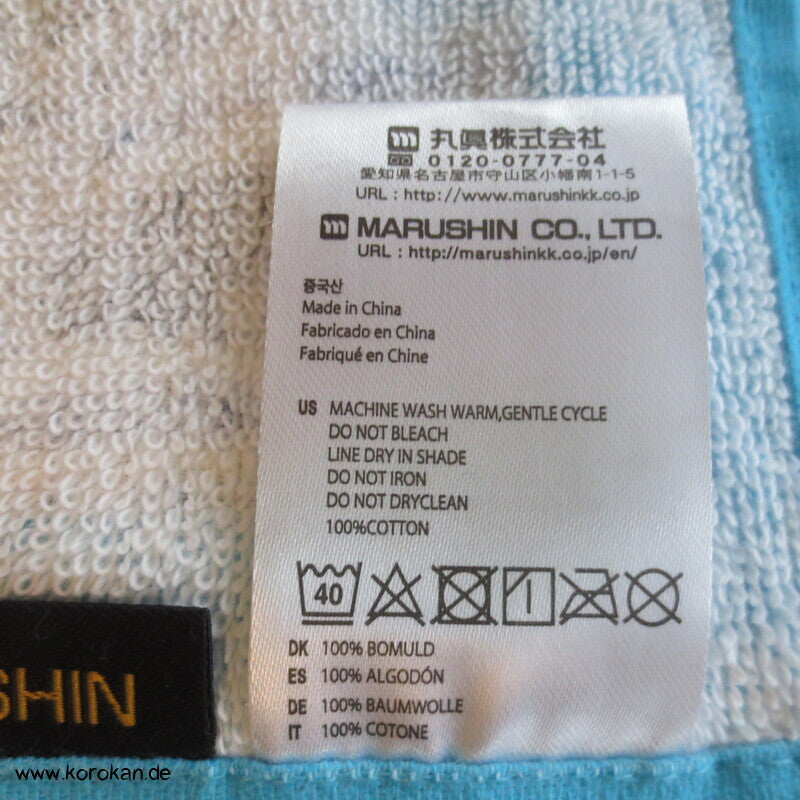 丸眞株式会社
0120-0777-04
愛知県名古屋市守山区小幡南1-1-5
URL : http://www.marushinkk.co.jp
MARUSHIN CO., LTD.
URL : http://marushinkk.co.jp/en/
중국산
Made in China
Fabricado en China
Fabriqué en Chine
US MACHINE WASH WARM,GENTLE CYCLE
DO NOT BLEACH
LINE DRY IN SHADE
DO NOT IRON
DO NOT DRYCLEAN
100%COTTON
40
DK 100% BOMULD
ES 100% ALGODÓN
DE 100% BAUMWOLLE
IT 100% COTONE
SHIN
www.korokan.de